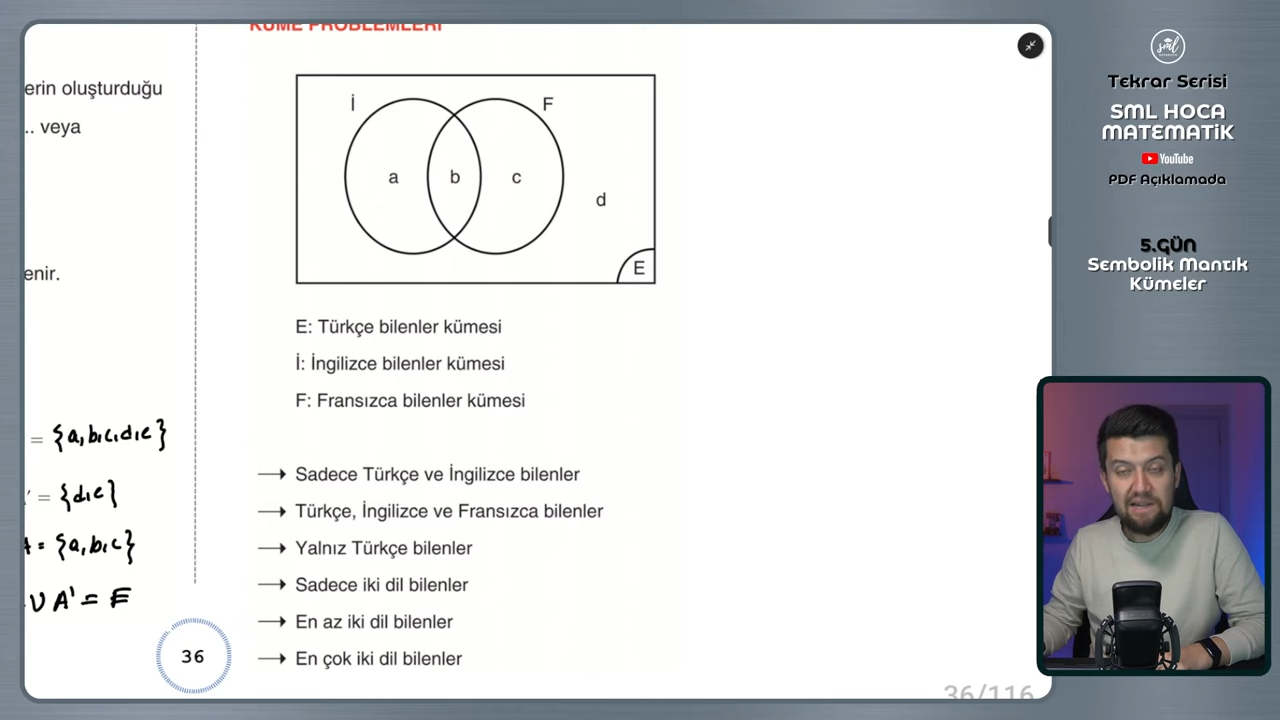 KÜME PROBLEMLERİ
erin oluşturduğu
.. veya
enir.
= {a,b,c,d,e}
' = {d,e}
= {a,b,c}
U A' = E
36
İ
F
a
b
c
d
E
E: Türkçe bilenler kümesi
İ: İngilizce bilenler kümesi
F: Fransızca bilenler kümesi
→ Sadece Türkçe ve İngilizce bilenler
→ Türkçe, İngilizce ve Fransızca bilenler
→ Yalnız Türkçe bilenler
→ Sadece iki dil bilenler
→ En az iki dil bilenler
→ En çok iki dil bilenler
36/116
sml
Tekrar Serisi
SML HOCA
MATEMATİK
YouTube
PDF Açıklamada
5.GÜN
Sembolik Mantık
Kümeler